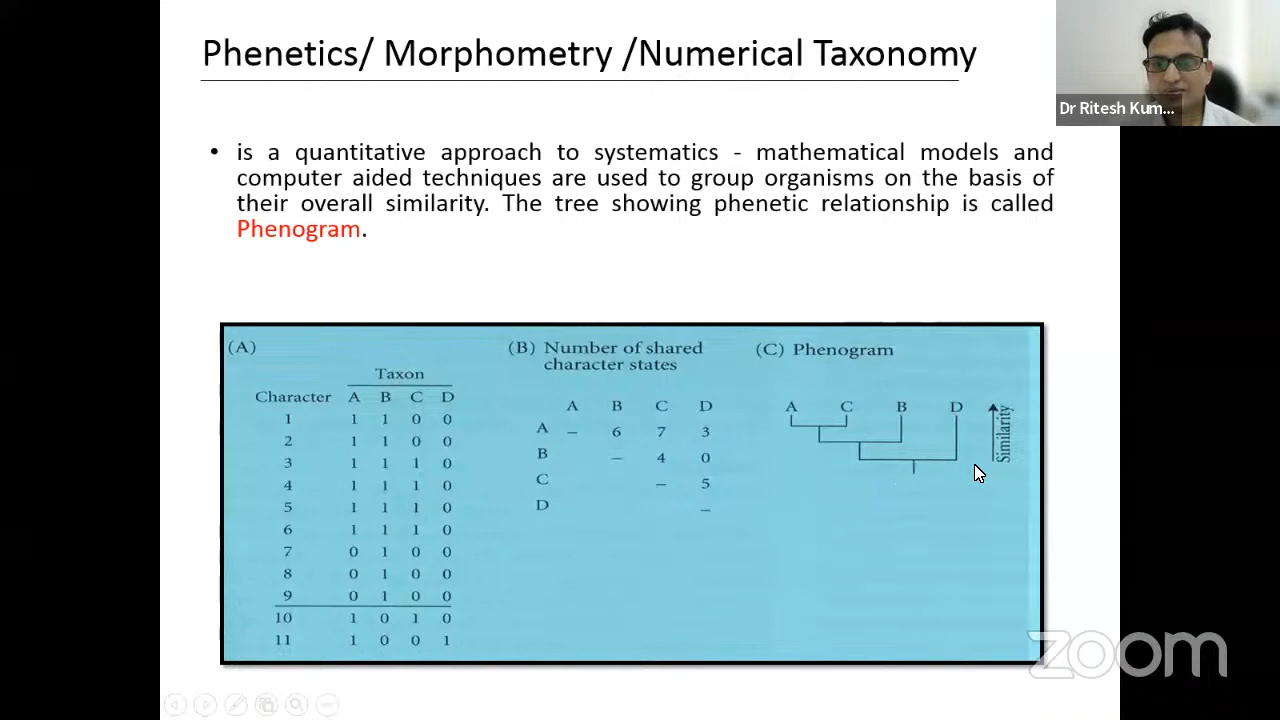 Phenetics/ Morphometry /Numerical Taxonomy
Dr Ritesh Kum...
• is a quantitative approach to systematics - mathematical models and
computer aided techniques are used to group organisms on the basis of
their overall similarity. The tree showing phenetic relationship is called
Phenogram.
(A)
Taxon
Character A B C D
1 1 1 0 0
2 1 1 0 0
3 1 1 1 0
4 1 1 1 0
5 1 1 1 0
6 1 1 1 0
7 0 1 0 0
8 0 1 0 0
9 0 1 0 0
10 1 0 1 0
11 1 0 0 1
(B) Number of shared
character states
A B C D
A – 6 7 3
B – 4 0
C – 5
D –
(C) Phenogram
A C B D
Similarity
zoom